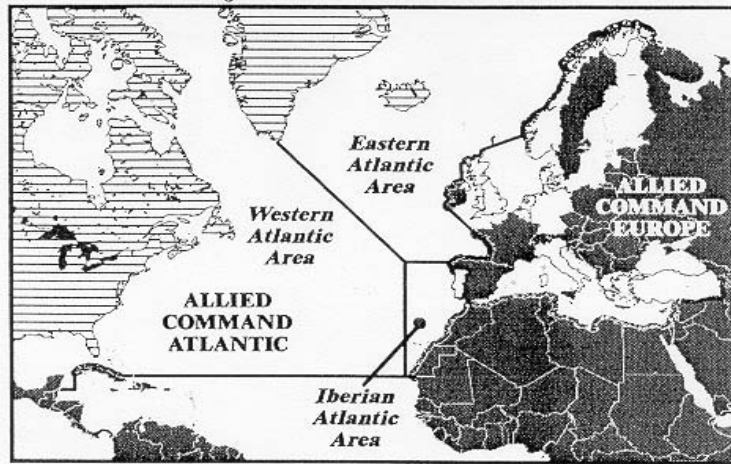 Eastern
Atlantic
Area
Western
Atlantic
Area
ALLIED
COMMAND
EUROPE
ALLIED
COMMAND
ATLANTIC
Iberian
Atlantic
Area